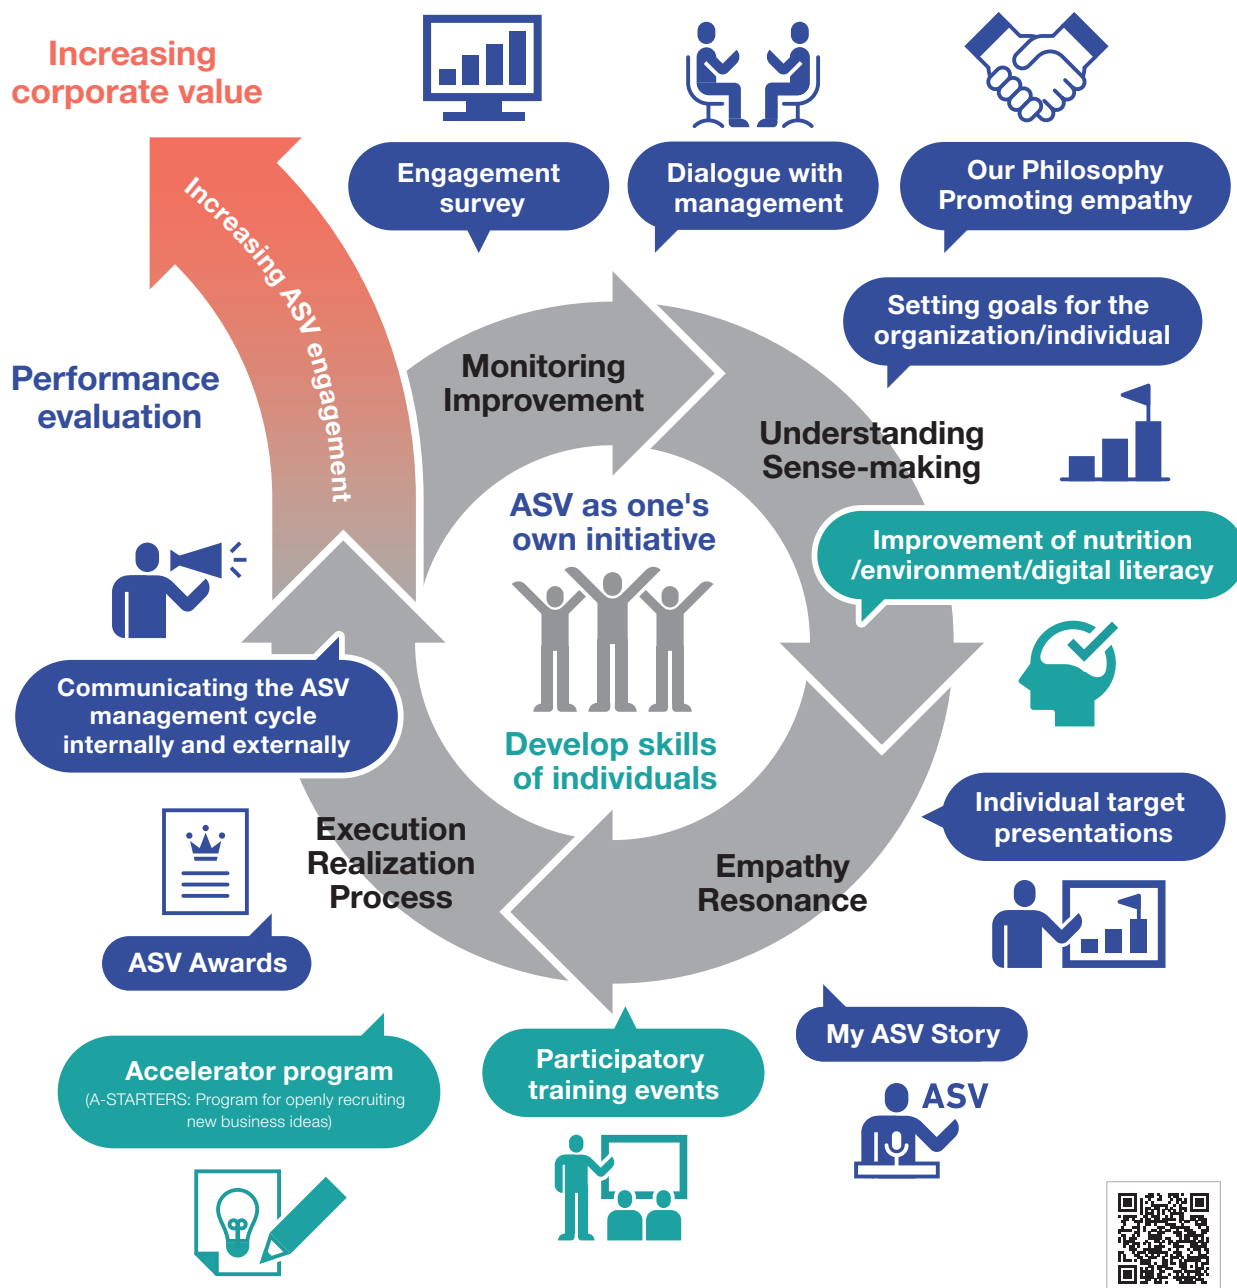 Increasing
corporate value
Engagement
survey
Dialogue with
management
Our Philosophy
Promoting empathy
Increasing ASV engagement
Setting goals for the
organization/individual
Performance
evaluation
Monitoring
Improvement
Understanding
Sense-making
ASV as one's
own initiative
Improvement of nutrition
/environment/digital literacy
Communicating the ASV
management cycle
internally and externally
Develop skills
of individuals
Individual target
presentations
Execution
Realization
Process
Empathy
Resonance
ASV Awards
My ASV Story
ASV
Participatory
training events
Accelerator program
(A-STARTERS: Program for openly recruiting
new business ideas)